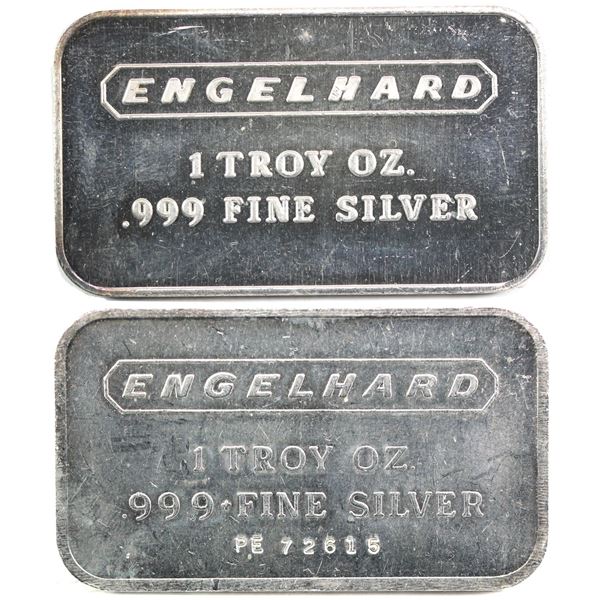 ENGELHARD
1 TROY OZ.
.999 FINE SILVER
ENGELHARD
1 TROY OZ.
.999 FINE SILVER
PE 72615